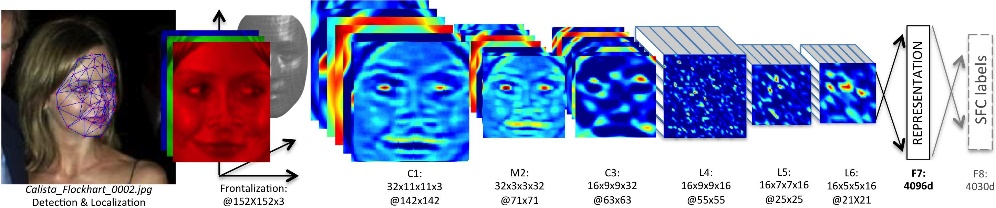 Calista_Flockhart_0002.jpg
Detection & Localization
Frontalization:
@152X152x3
C1:
32x11x11x3
@142x142
M2:
32x3x3x32
@71x71
C3:
16x9x9x32
@63x63
L4:
16x9x9x16
@55x55
L5:
16x7x7x16
@25x25
L6:
16x5x5x16
@21X21
REPRESENTATION
F7:
4096d
SFC labels
F8:
4030d